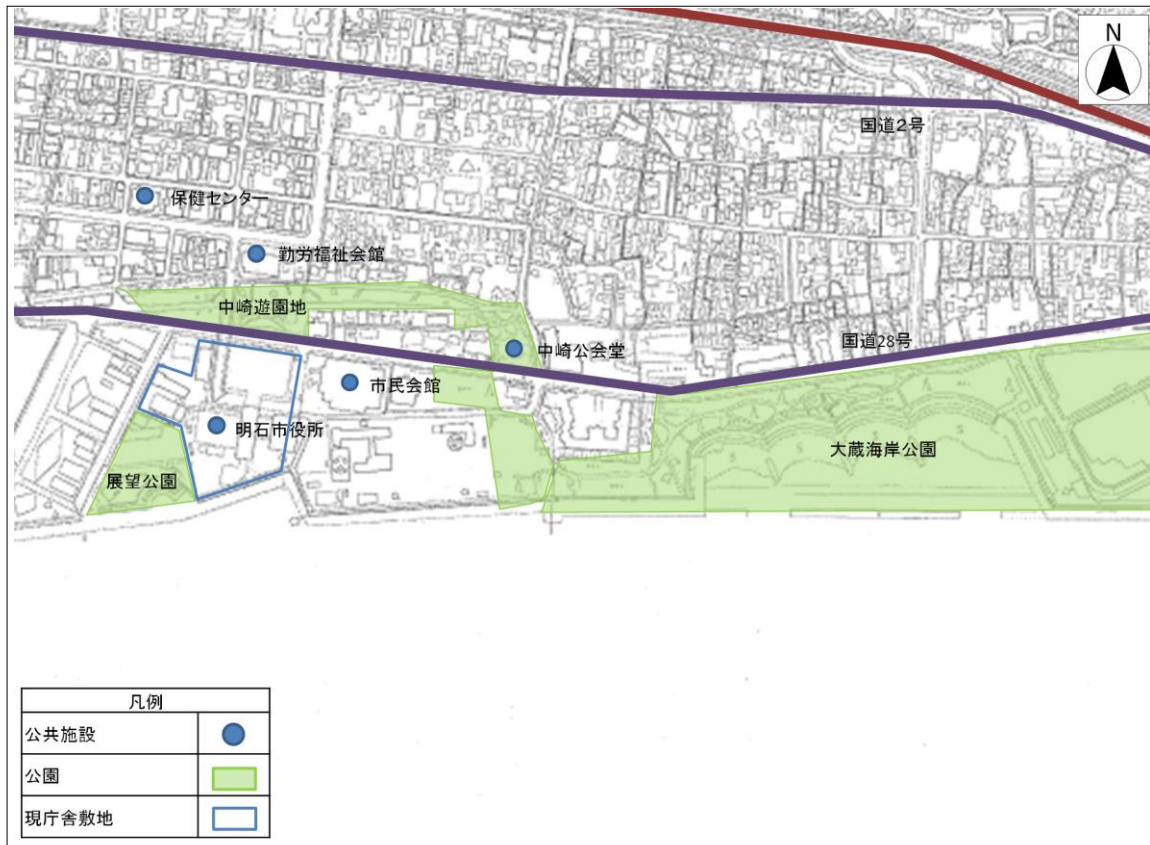 N
国道2号
保健センター
勤労福祉会館
中崎遊園地
国道28号
中崎公会堂
市民会館
明石市役所
大蔵海岸公園
展望公園
凡例
公共施設
公園
現庁舎敷地